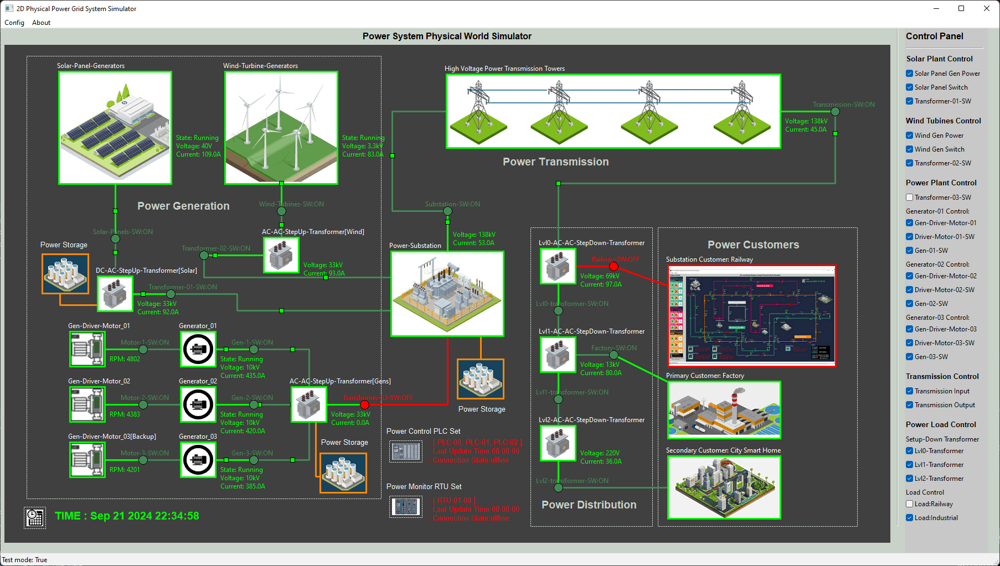 2D Physical Power Grid System Simulator
Config About
Power System Physical World Simulator
Solar-Panel-Generators
State: Running
Voltage: 40V
Current: 109.0A
Wind-Turbine-Generators
State: Running
Voltage: 3.3kV
Current: 83.0A
Power Generation
Solar-Panels-SW:ON
Wind-Tubines-SW:ON
AC-AC-StepUp-Transformer[Wind]
Voltage: 33kV
Current: 93.0A
Transformer-02-SW:ON
Power Storage
DC-AC-StepUp-Transformer[Solar]
Voltage: 33kV
Current: 92.0A
Transformer-01-SW:ON
Gen-Driver-Motor_01
Motor-1-SW:ON
RPM: 4802
Generator_01
Gen-1-SW:ON
State: Running
Voltage: 10kV
Current: 435.0A
Gen-Driver-Motor_02
Motor-2-SW:ON
RPM: 4383
Generator_02
Gen-2-SW:ON
State: Running
Voltage: 10kV
Current: 420.0A
Gen-Driver-Motor_03[Backup]
Motor-3-SW:ON
RPM: 4201
Generator_03
Gen-3-SW:ON
State: Running
Voltage: 10kV
Current: 385.0A
AC-AC-StepUp-Transformer[Gens]
Transformer-03-SW:OFF
Voltage: 33kV
Current: 0.0A
Power Storage
TIME : Sep 21 2024 22:34:58
High Voltage Power Transmission Towers
Transmission-SW:ON
Voltage: 138kV
Current: 45.0A
Power Transmission
Substation-SW:ON
Voltage: 138kV
Current: 53.0A
Power-Substation
Power Storage
Power Control PLC Set
- [ PLC-00, PLC-01, PLC-02 ]
- Last Update Time 08:00:00
- Connection State offline
Power Monitor RTU Set
- [ RTU-01-08 ]
- Last Update Time 08:00:00
- Connection State offline
Lvl0-AC-AC-StepDown-Transformer
Railway-SW:OFF
Voltage: 69kV
Current: 97.0A
Lvl0-transformer-SW:ON
Lvl1-AC-AC-StepDown-Transformer
Factory-SW:ON
Voltage: 13kV
Current: 80.0A
Lvl1-transformer-SW:ON
Lvl2-AC-AC-StepDown-Transformer
Voltage: 220V
Current: 36.0A
Lvl2-transformer-SW:ON
Power Distribution
Power Customers
Substation Customer: Railway
Primary Customer: Factory
Secondary Customer: City Smart Home
Control Panel
Solar Plant Control
Solar Panel Gen Power
Solar Panel Switch
Transformer-01-SW
Wind Tubines Control
Wind Gen Power
Wind Gen Switch
Transformer-02-SW
Power Plant Control
Transformer-03-SW
Generator-01 Control:
Gen-Driver-Motor-01
Driver-Motor-01-SW
Gen-01-SW
Generator-02 Control:
Gen-Driver-Motor-02
Driver-Motor-02-SW
Gen-02-SW
Generator-03 Control:
Gen-Driver-Motor-03
Driver-Motor-03-SW
Gen-03-SW
Transmission Control
Transmission Input
Transmission Output
Power Load Control
Setup-Down Transformer
Lvl0-Transformer
Lvl1-Transformer
Lvl2-Transformer
Load Control
Load:Railway
Load:Industrial
Test mode: True